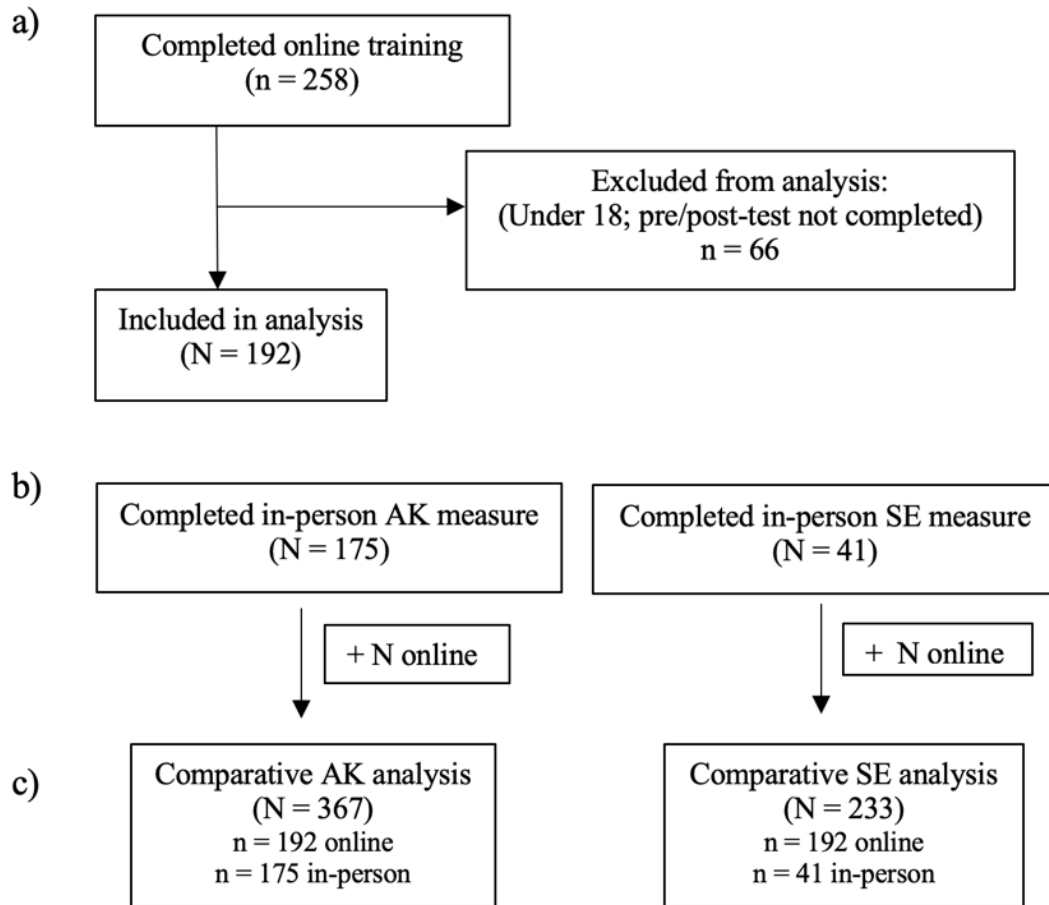 a)
Completed online training
(n = 258)
Excluded from analysis:
(Under 18; pre/post-test not completed)
n = 66
Included in analysis
(N = 192)
b)
Completed in-person AK measure
(N = 175)
Completed in-person SE measure
(N = 41)
+ N online
+ N online
c)
Comparative AK analysis
(N = 367)
n = 192 online
n = 175 in-person
Comparative SE analysis
(N = 233)
n = 192 online
n = 41 in-person